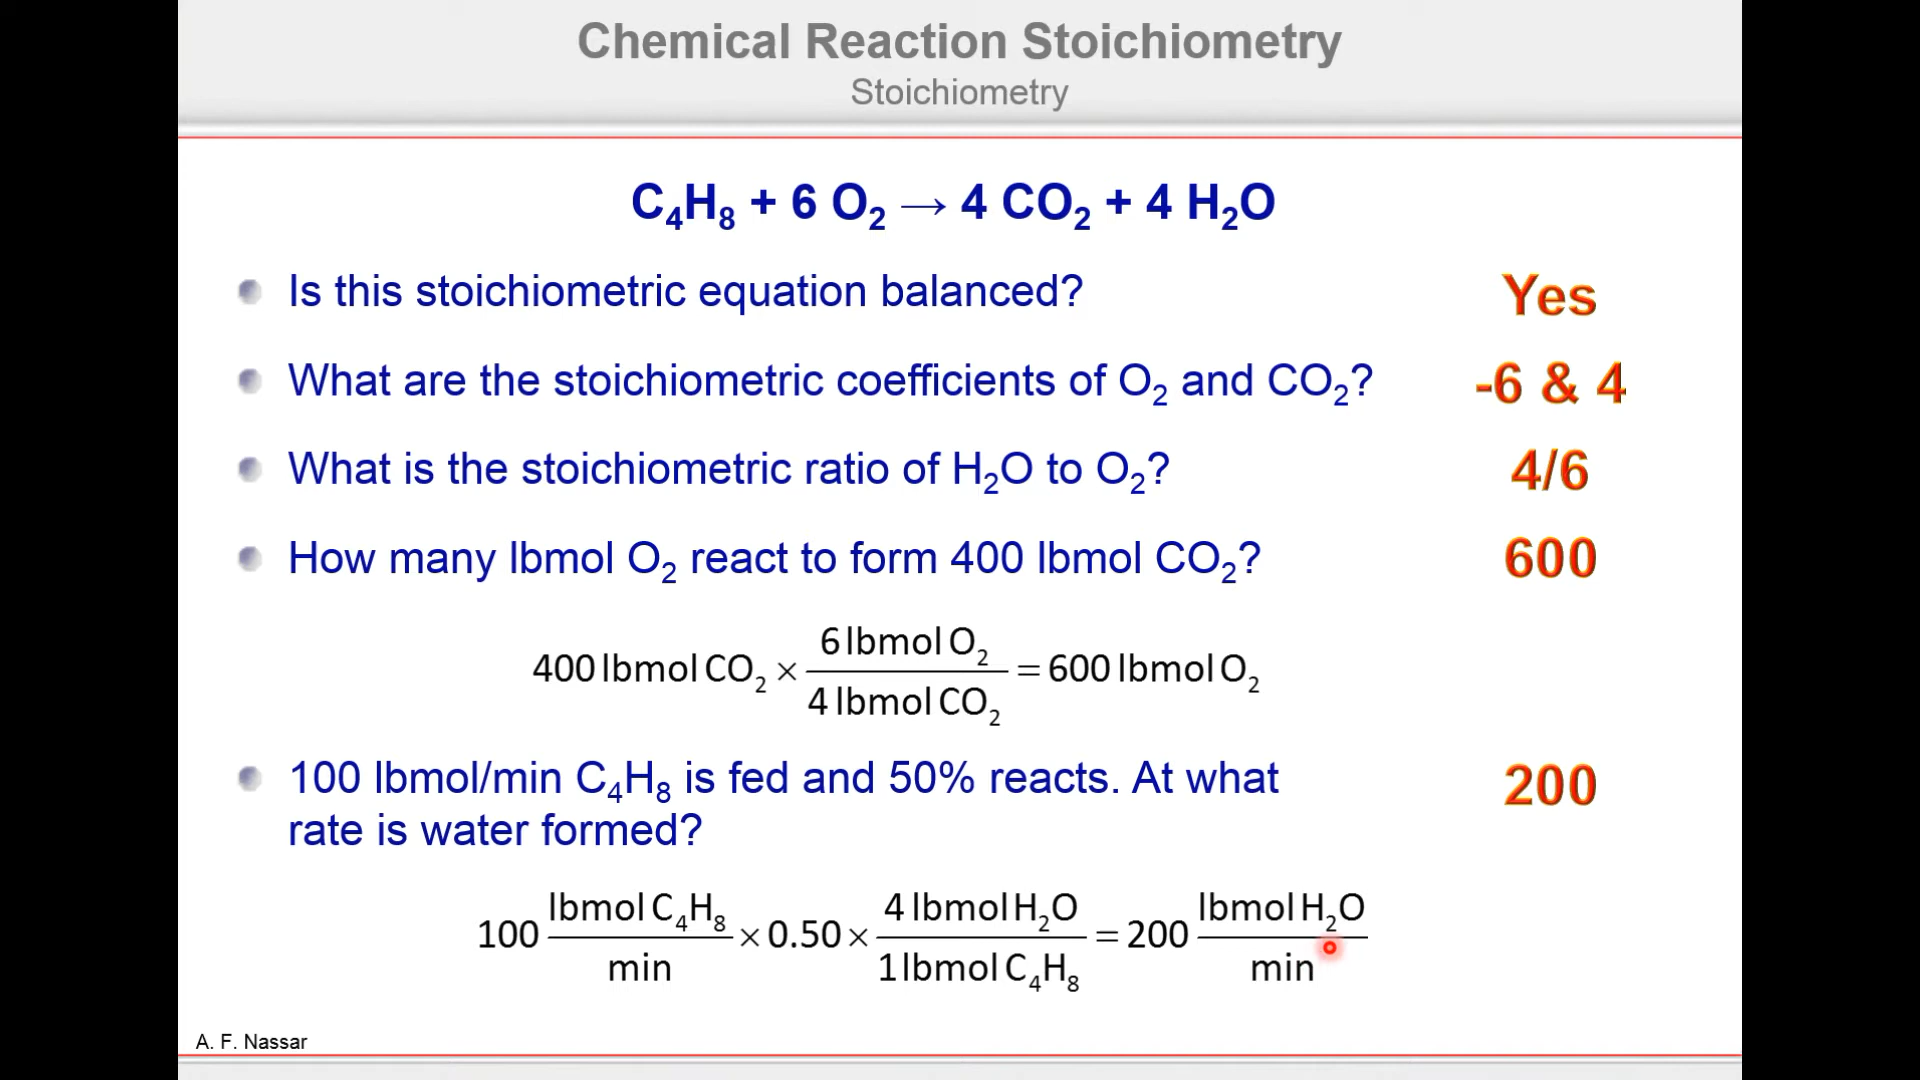 Chemical Reaction Stoichiometry
Stoichiometry
C₄H₈ + 6 O₂ → 4 CO₂ + 4 H₂O
Is this stoichiometric equation balanced? Yes
What are the stoichiometric coefficients of O₂ and CO₂? -6 & 4
What is the stoichiometric ratio of H₂O to O₂? 4/6
How many lbmol O₂ react to form 400 lbmol CO₂? 600
400 lbmol CO₂ × 6 lbmol O₂ / 4 lbmol CO₂ = 600 lbmol O₂
100 lbmol/min C₄H₈ is fed and 50% reacts. At what 200
rate is water formed?
100 lbmol C₄H₈ / min × 0.50 × 4 lbmol H₂O / 1 lbmol C₄H₈ = 200 lbmol H₂O / min
A. F. Nassar